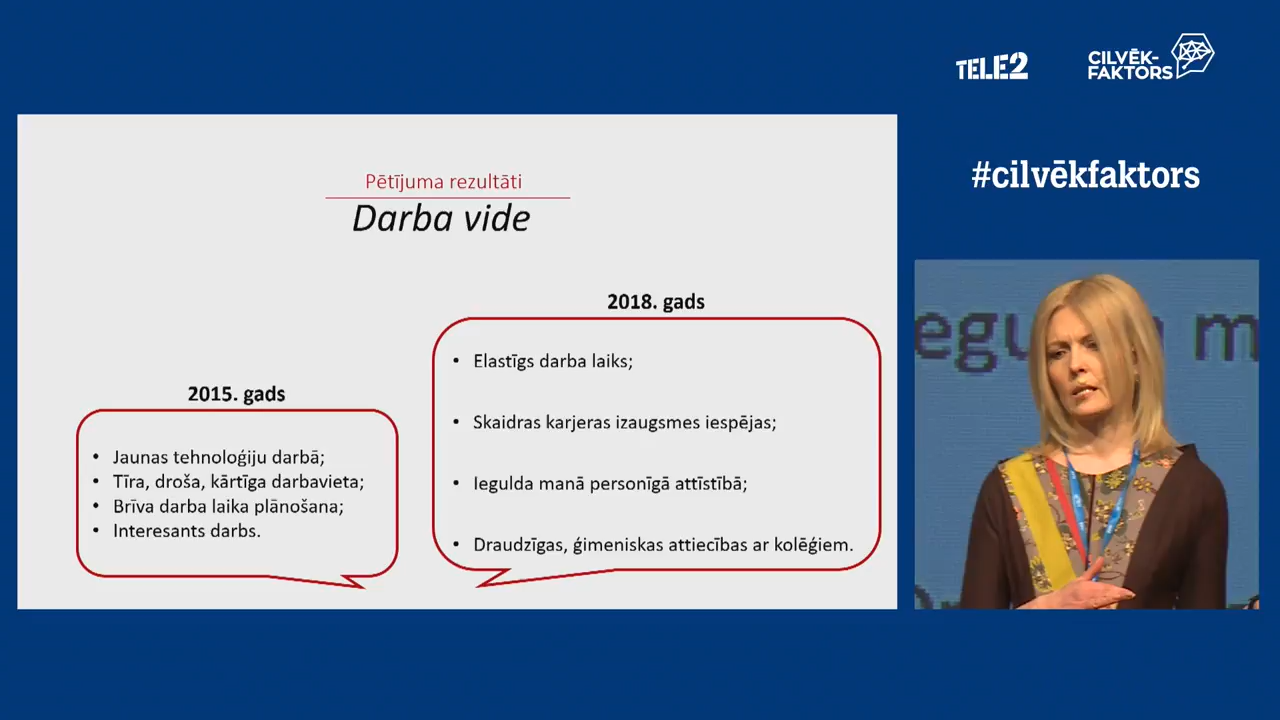 TELE2
CILVĒK-
FAKTORS
#cilvēkfaktors
Pētījuma rezultāti
Darba vide
2015. gads
• Jaunas tehnoloģiju darbā;
• Tīra, droša, kārtīga darbavieta;
• Brīva darba laika plānošana;
• Interesants darbs.
2018. gads
• Elastīgs darba laiks;
• Skaidras karjeras izaugsmes iespējas;
• Iegulda manā personīgā attīstībā;
• Draudzīgas, ģimeniskas attiecības ar kolēģiem.